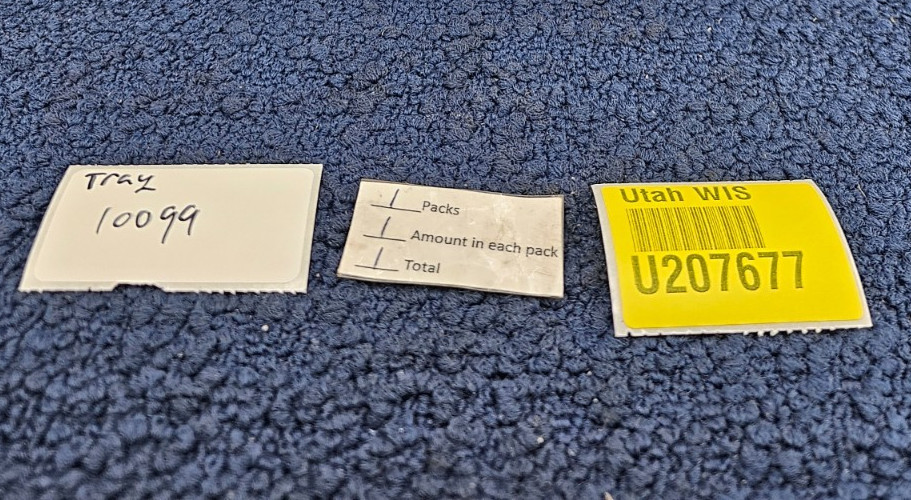 Tray
10099
1 Packs
1 Amount in each pack
1 Total
Utah WIS
U207677